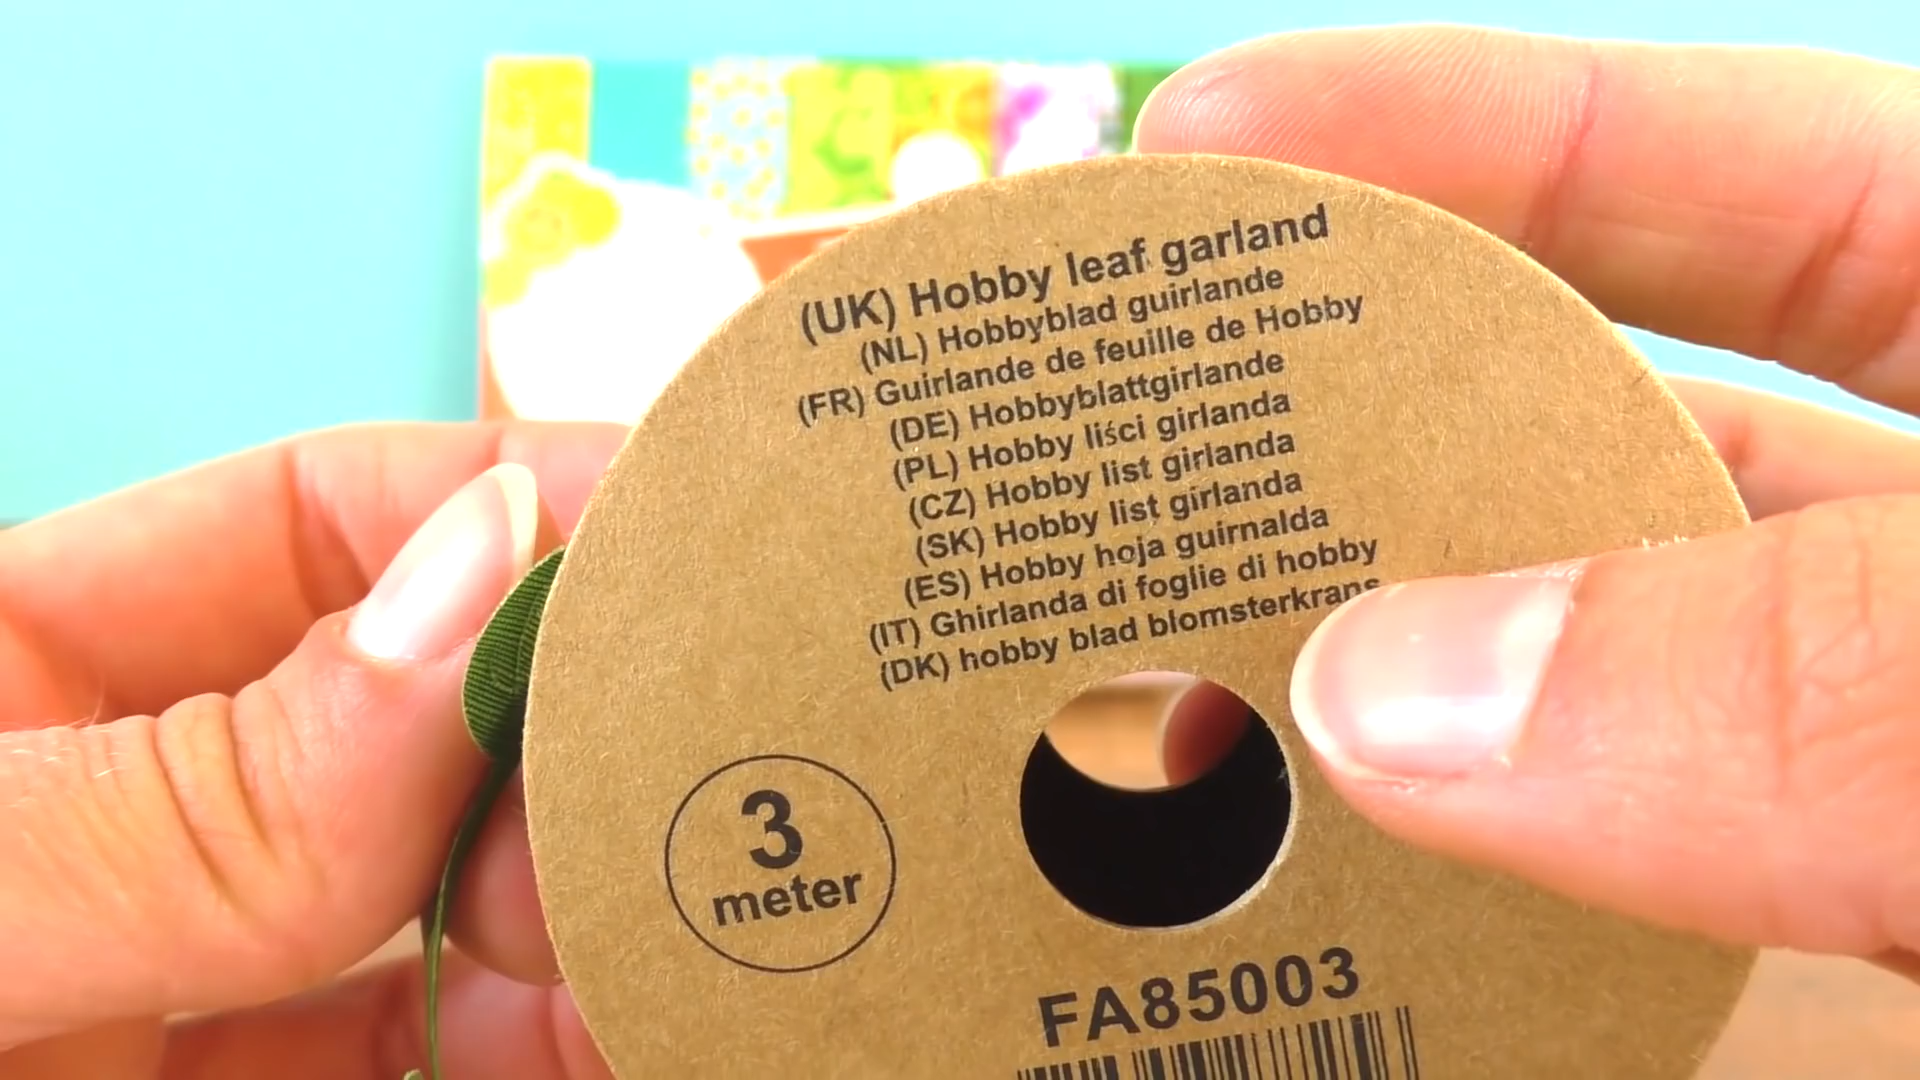 (UK) Hobby leaf garland
(NL) Hobbyblad guirlande
(FR) Guirlande de feuille de Hobby
(DE) Hobbyblattgirlande
(PL) Hobby liści girlanda
(CZ) Hobby list girlanda
(SK) Hobby list girlanda
(ES) Hobby hoja guirnalda
(IT) Ghirlanda di foglie di hobby
(DK) hobby blad blomsterkrans
3
meter
FA85003